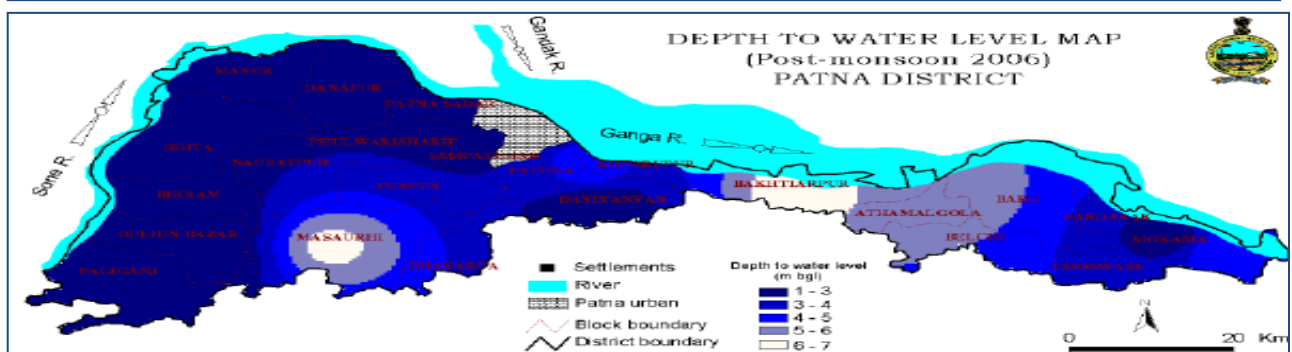 DEPTH TO WATER LEVEL MAP
(Post-monsoon 2006)
PATNA DISTRICT
Gandak R.
Sone R.
Ganga R.
MANER
DANAPUR
PATNA SADAR
PHULWARISHARIF
SAMPATCHAK
BIHTA
NAUBATPUR
FATUHA
BIKRAM
PUNPUN
DANIYANVAN
BAKHTIARPUR
ATHAMALGOLA
BARH
PANDARAK
BELCHI
MOKAMA
DULHIN BAZAR
MASAURHI
PALIGANJ
DHANARUA
Settlements
River
Patna urban
Block boundary
District boundary
Depth to water level
(m bgl)
1 - 3
3 - 4
4 - 5
5 - 6
6 - 7
N
0 20 Km